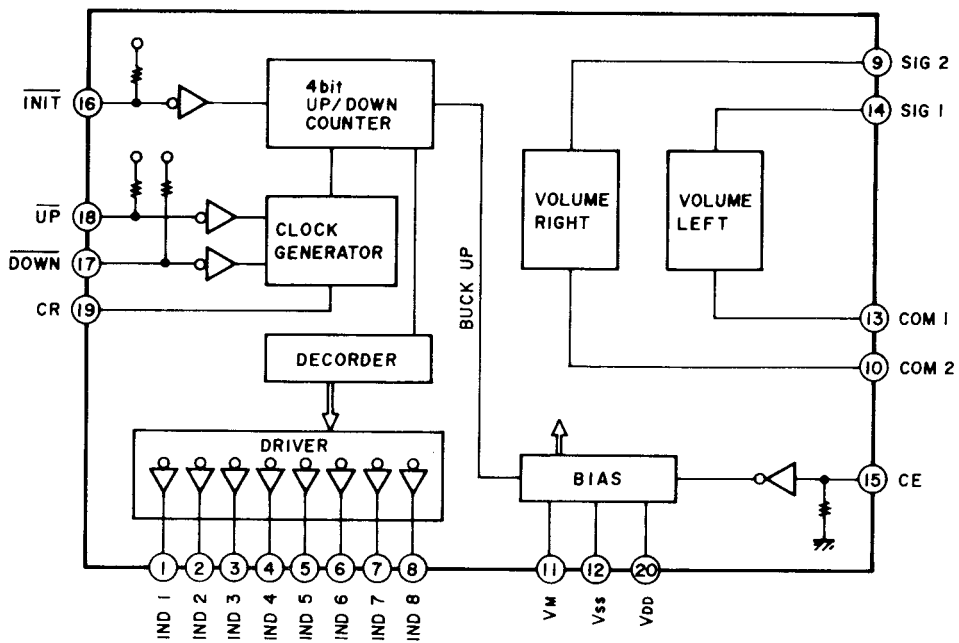 INIT 16
4bit
UP/DOWN
COUNTER
9 SIG 2
14 SIG 1
UP 18
DOWN 17
CR 19
CLOCK
GENERATOR
VOLUME
RIGHT
VOLUME
LEFT
BUCK UP
13 COM 1
10 COM 2
DECORDER
DRIVER
BIAS
15 CE
1 2 3 4 5 6 7 8
11 12 20
IND 1
IND 2
IND 3
IND 4
IND 5
IND 6
IND 7
IND 8
VM
VSS
VDD